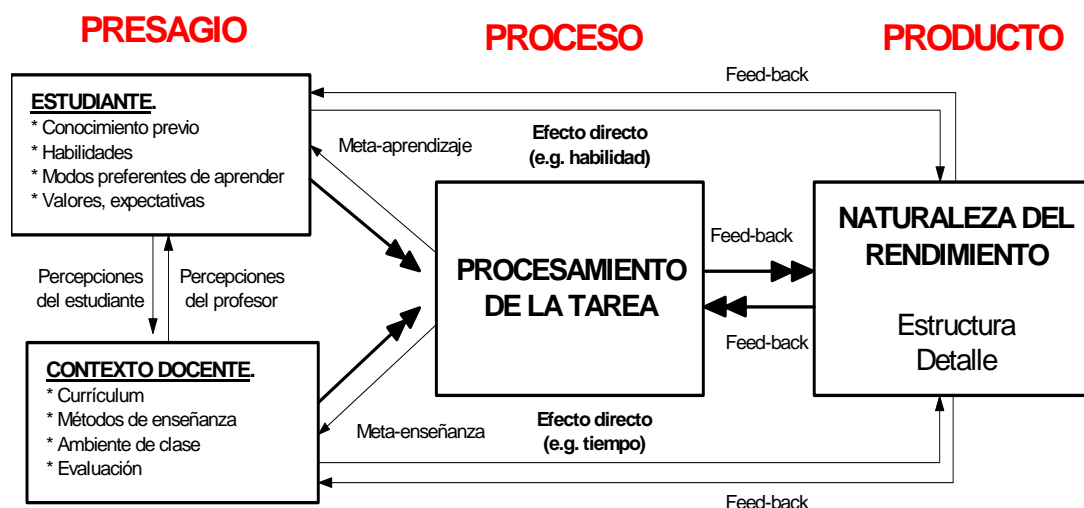 PRESAGIO
PROCESO
PRODUCTO
Feed-back
ESTUDIANTE.
* Conocimiento previo
* Habilidades
* Modos preferentes de aprender
* Valores, expectativas
Meta-aprendizaje
Efecto directo
(e.g. habilidad)
Percepciones
del estudiante
Percepciones
del profesor
PROCESAMIENTO
DE LA TAREA
Feed-back
Feed-back
NATURALEZA DEL
RENDIMIENTO
Estructura
Detalle
CONTEXTO DOCENTE.
* Currículum
* Métodos de enseñanza
* Ambiente de clase
* Evaluación
Meta-enseñanza
Efecto directo
(e.g. tiempo)
Feed-back